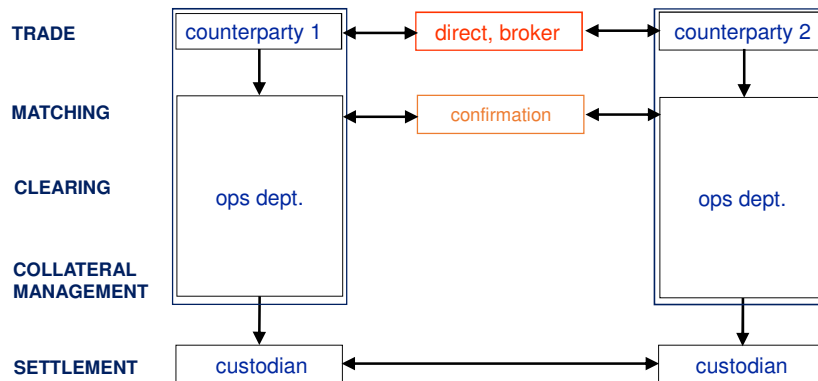 TRADE
counterparty 1
direct, broker
counterparty 2
MATCHING
confirmation
CLEARING
ops dept.
ops dept.
COLLATERAL
MANAGEMENT
SETTLEMENT
custodian
custodian